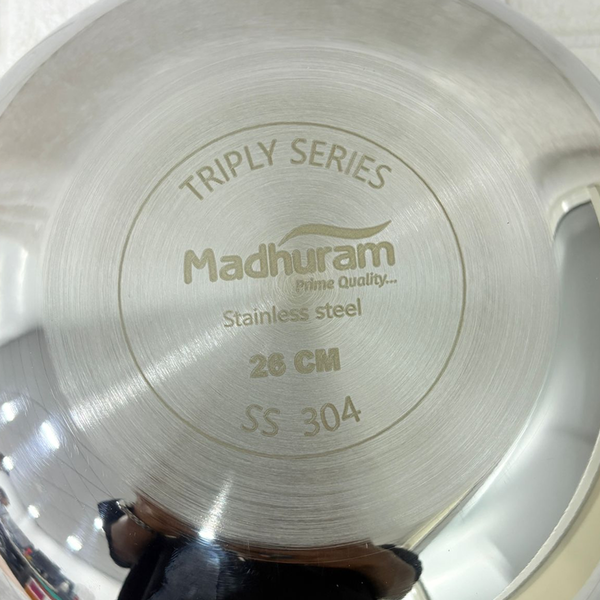 TRIPLY SERIES
Madhuram
Prime Quality...
Stainless steel
26 CM
SS 304